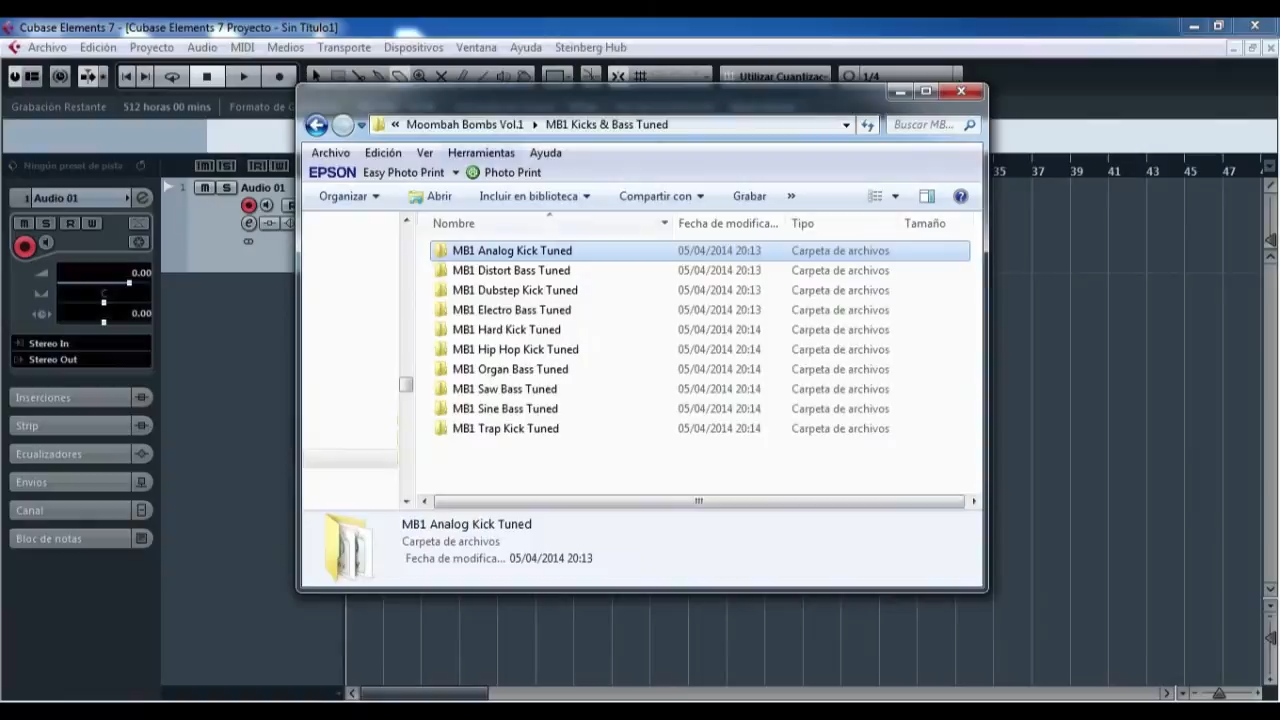 Cubase Elements 7 - [Cubase Elements 7 Proyecto - Sin Título1]
Archivo Edición Proyecto Audio MIDI Medios Transporte Dispositivos Ventana Ayuda Steinberg Hub
Utilizar Cuantizac 1/4
Grabación Restante 512 horas 00 mins Formato de
« Moombah Bombs Vol.1 MB1 Kicks & Bass Tuned Buscar MB...
Archivo Edición Ver Herramientas Ayuda
EPSON Easy Photo Print Photo Print
Organizar Abrir Incluir en biblioteca Compartir con Grabar »
Nombre Fecha de modifica... Tipo Tamaño
MB1 Analog Kick Tuned 05/04/2014 20:13 Carpeta de archivos
MB1 Distort Bass Tuned 05/04/2014 20:13 Carpeta de archivos
MB1 Dubstep Kick Tuned 05/04/2014 20:13 Carpeta de archivos
MB1 Electro Bass Tuned 05/04/2014 20:13 Carpeta de archivos
MB1 Hard Kick Tuned 05/04/2014 20:14 Carpeta de archivos
MB1 Hip Hop Kick Tuned 05/04/2014 20:14 Carpeta de archivos
MB1 Organ Bass Tuned 05/04/2014 20:14 Carpeta de archivos
MB1 Saw Bass Tuned 05/04/2014 20:14 Carpeta de archivos
MB1 Sine Bass Tuned 05/04/2014 20:14 Carpeta de archivos
MB1 Trap Kick Tuned 05/04/2014 20:14 Carpeta de archivos
MB1 Analog Kick Tuned
Carpeta de archivos
Fecha de modifica... 05/04/2014 20:13
Ningún preset de pista
M S R W
1 Audio 01
M S R W
0.00
C
0.00
Stereo In
Stereo Out
Inserciones
Strip
Ecualizadores
Envíos
Canal
Bloc de notas
1 M S Audio 01
R
e
35 37 39 41 43 45 47